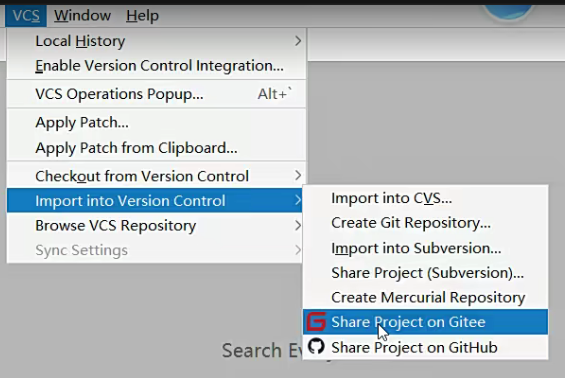 VCS Window Help
Local History
Enable Version Control Integration...
VCS Operations Popup... Alt+`
Apply Patch...
Apply Patch from Clipboard...
Checkout from Version Control
Import into Version Control
Browse VCS Repository
Sync Settings
Import into CVS...
Create Git Repository...
Import into Subversion...
Share Project (Subversion)...
Create Mercurial Repository
Share Project on Gitee
Share Project on GitHub
Search